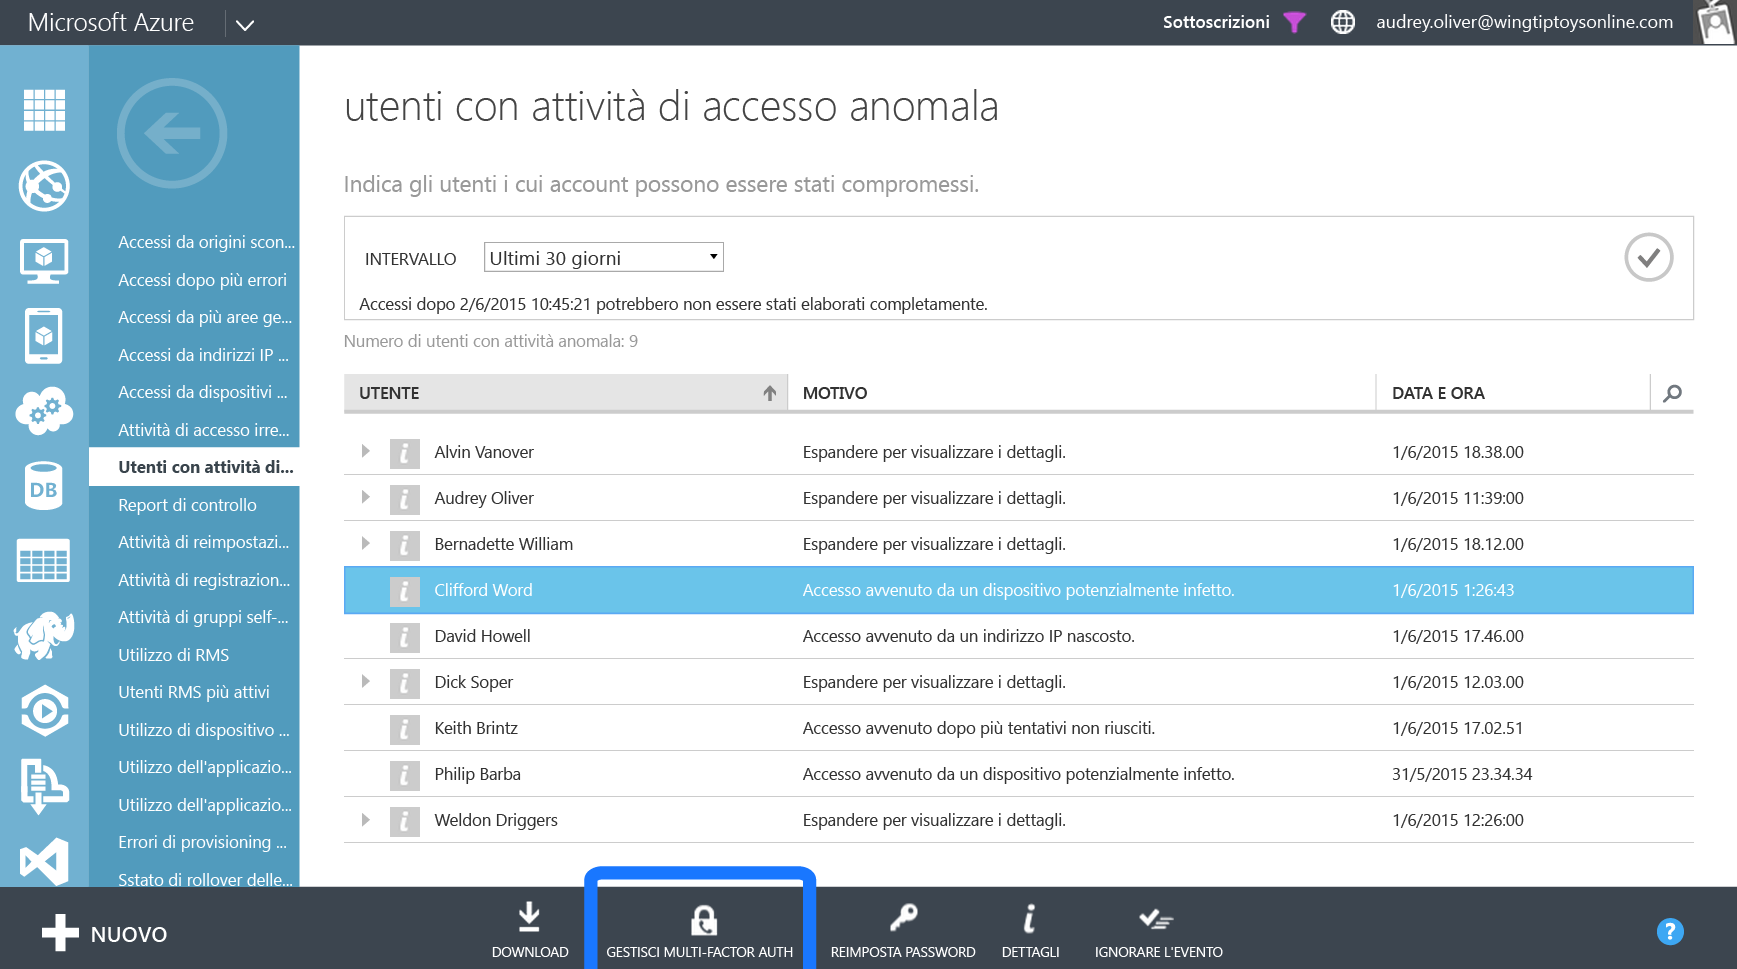 Microsoft Azure
Sottoscrizioni
audrey.oliver@wingtiptoysonline.com
Accessi da origini scon...
Accessi dopo più errori
Accessi da più aree ge...
Accessi da indirizzi IP ...
Accessi da dispositivi ...
Attività di accesso irre...
Utenti con attività di...
Report di controllo
Attività di reimpostazi...
Attività di registrazion...
Attività di gruppi self-...
Utilizzo di RMS
Utenti RMS più attivi
Utilizzo di dispositivo ...
Utilizzo dell'applicazio...
Utilizzo dell'applicazio...
Errori di provisioning ...
Sstato di rollover delle...
DB
utenti con attività di accesso anomala
Indica gli utenti i cui account possono essere stati compromessi.
INTERVALLO Ultimi 30 giorni
Accessi dopo 2/6/2015 10:45:21 potrebbero non essere stati elaborati completamente.
Numero di utenti con attività anomala: 9
UTENTE MOTIVO DATA E ORA
Alvin Vanover Espandere per visualizzare i dettagli. 1/6/2015 18.38.00
Audrey Oliver Espandere per visualizzare i dettagli. 1/6/2015 11:39:00
Bernadette William Espandere per visualizzare i dettagli. 1/6/2015 18.12.00
Clifford Word Accesso avvenuto da un dispositivo potenzialmente infetto. 1/6/2015 1:26:43
David Howell Accesso avvenuto da un indirizzo IP nascosto. 1/6/2015 17.46.00
Dick Soper Espandere per visualizzare i dettagli. 1/6/2015 12.03.00
Keith Brintz Accesso avvenuto dopo più tentativi non riusciti. 1/6/2015 17.02.51
Philip Barba Accesso avvenuto da un dispositivo potenzialmente infetto. 31/5/2015 23.34.34
Weldon Driggers Espandere per visualizzare i dettagli. 1/6/2015 12:26:00
NUOVO
DOWNLOAD
GESTISCI MULTI-FACTOR AUTH
REIMPOSTA PASSWORD
DETTAGLI
IGNORARE L'EVENTO
?